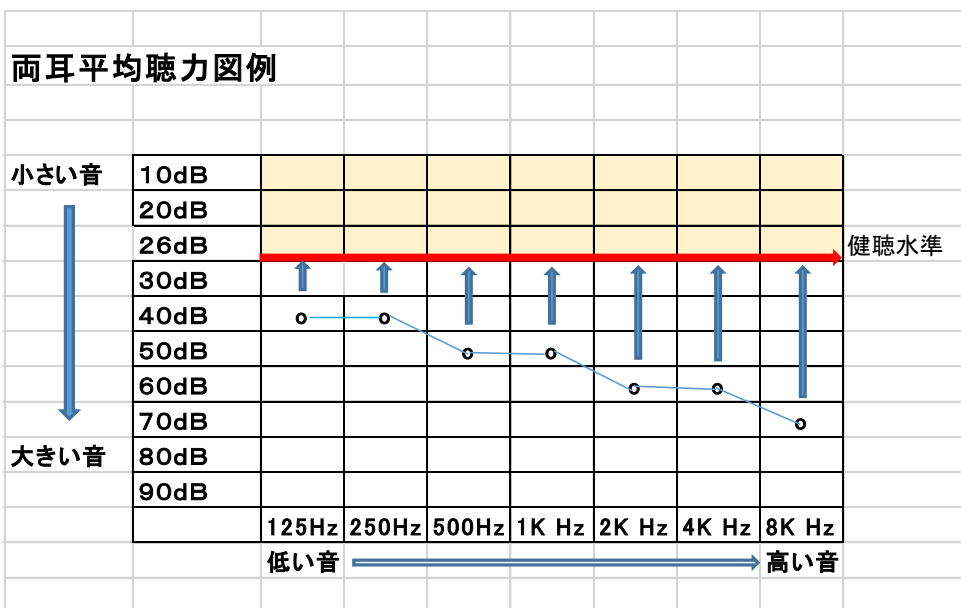 両耳平均聴力図例
小さい音
10dB
20dB
26dB
健聴水準
30dB
40dB
50dB
60dB
70dB
大きい音
80dB
90dB
125Hz 250Hz 500Hz 1K Hz 2K Hz 4K Hz 8K Hz
低い音
高い音